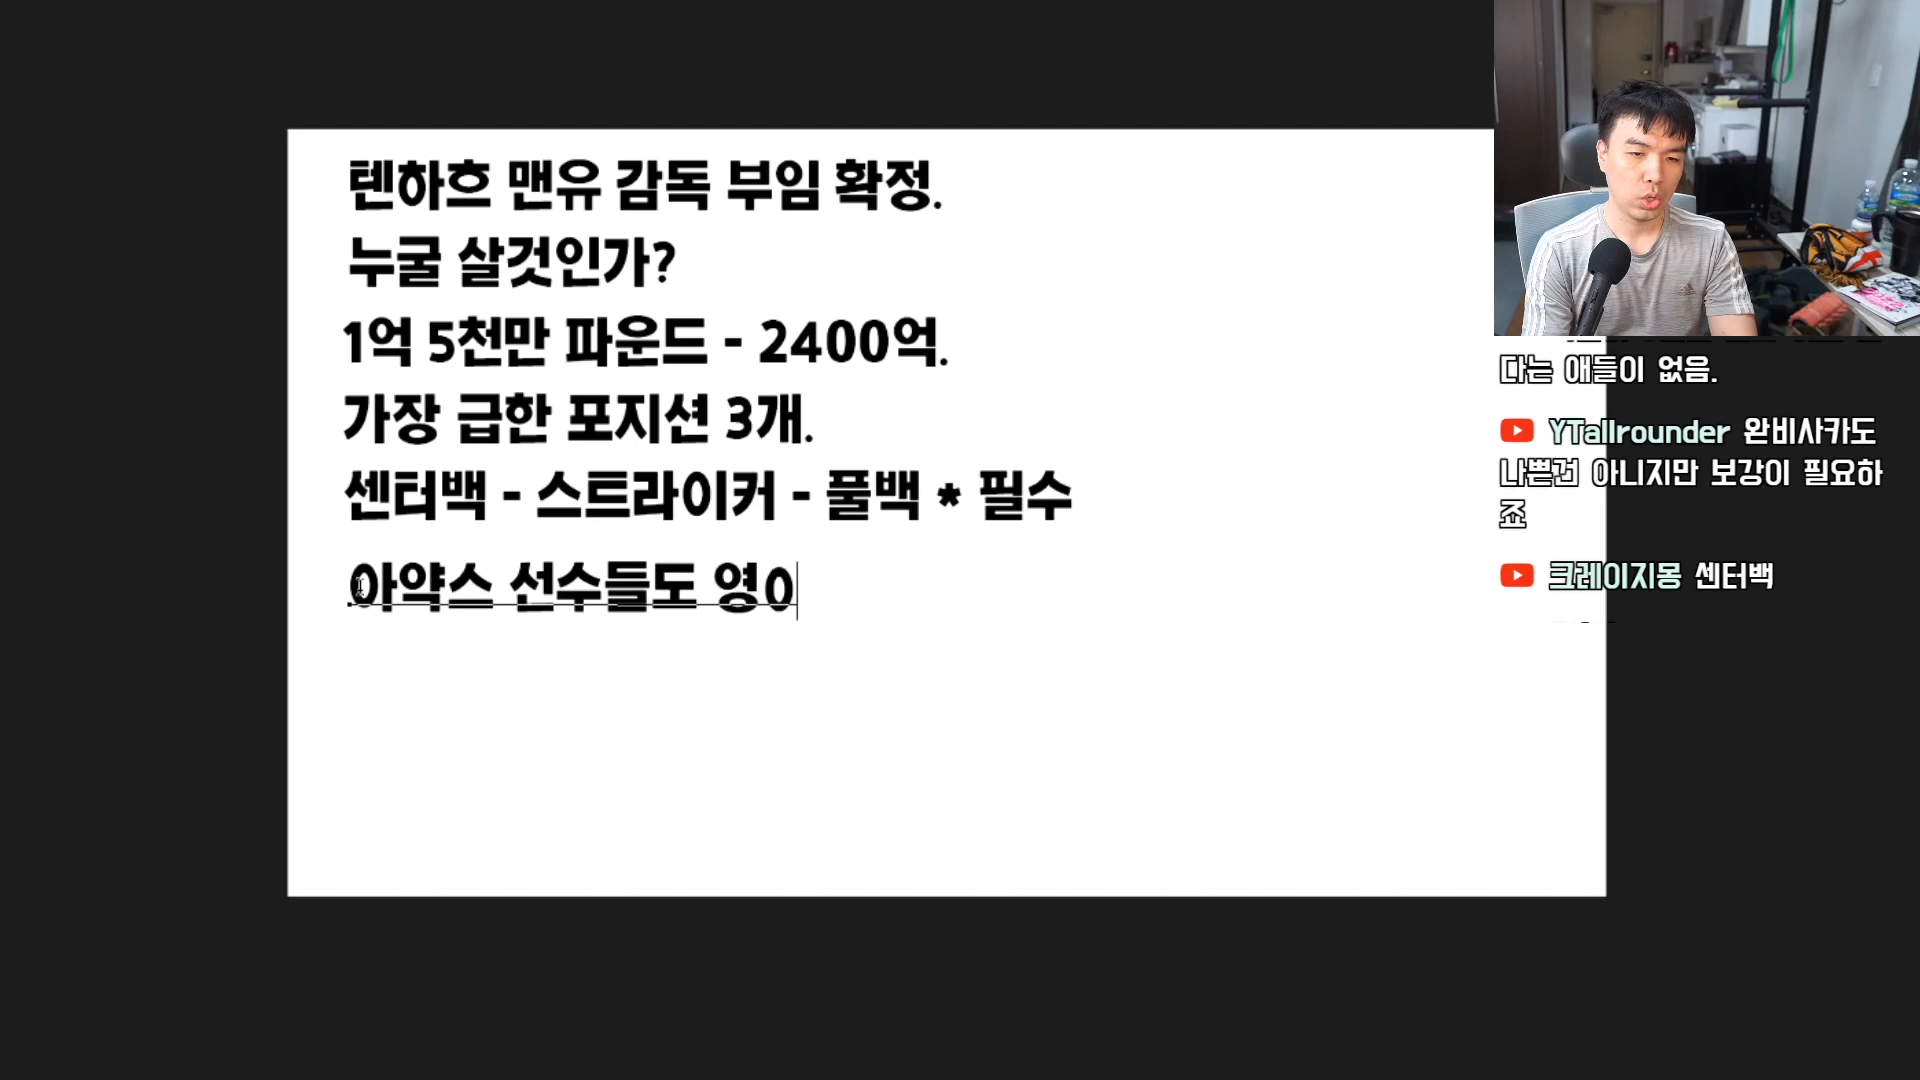 텐하흐 맨유 감독 부임 확정.
누굴 살것인가?
1억 5천만 파운드 - 2400억.
가장 급한 포지션 3개.
센터백 - 스트라이커 - 풀백 * 필수
아약스 선수들도 영ㅇ
다는 애들이 없음.
YTallrounder 완비사카도
나쁜건 아니지만 보강이 필요하
죠
크레이지몽 센터백